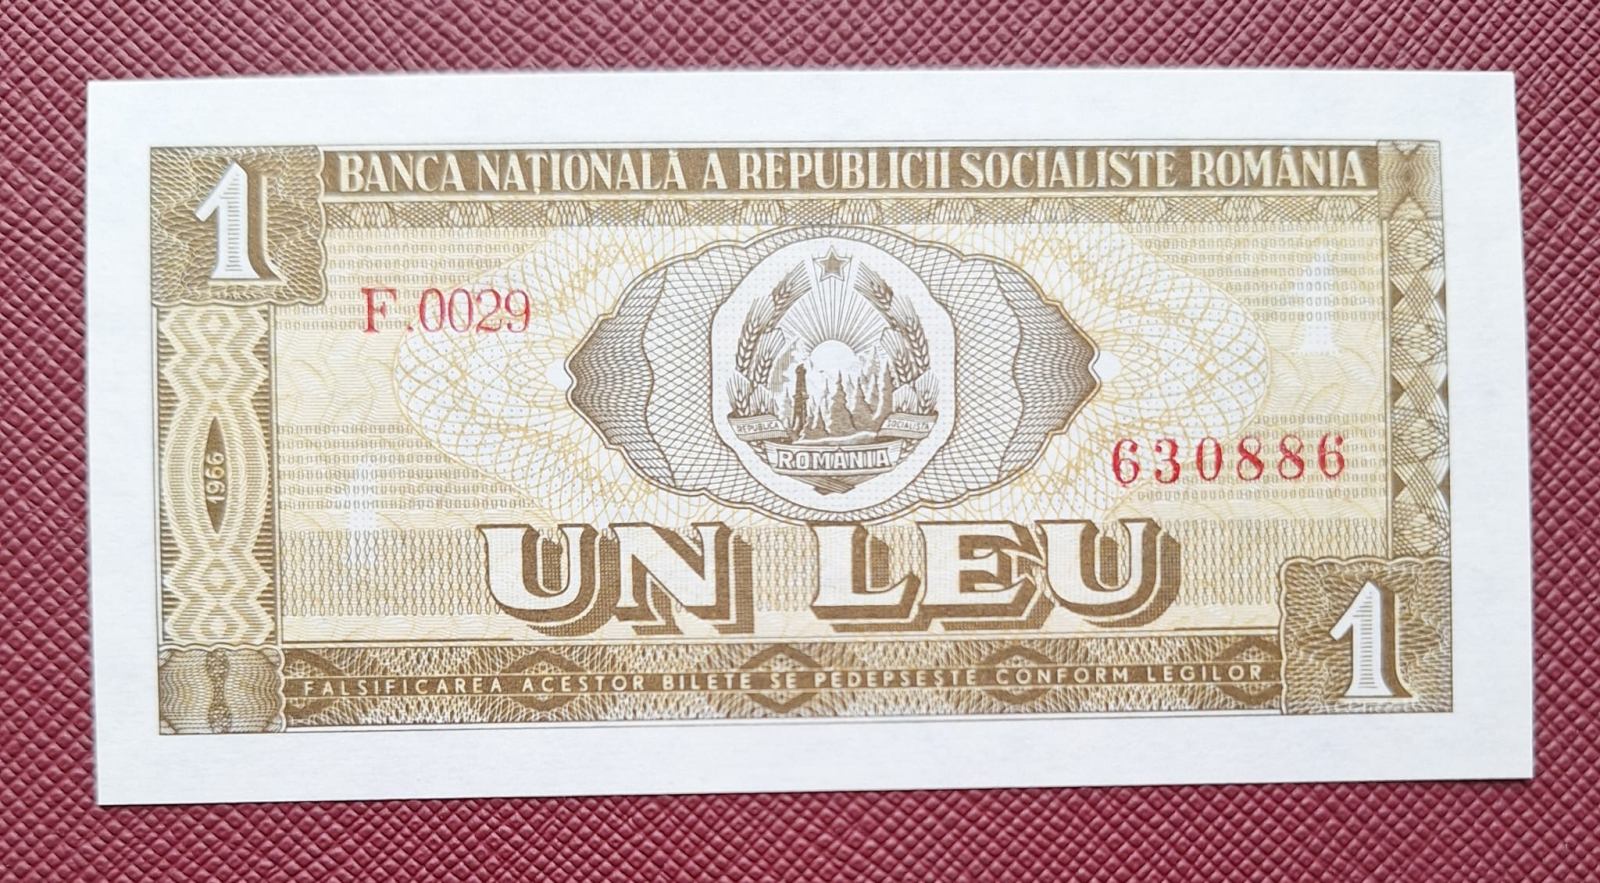 1
BANCA NAȚIONALĂ A REPUBLICII SOCIALISTE ROMÂNIA
F.0029
REPUBLICA SOCIALISTA
ROMÂNIA
1966
630886
UN LEU
1
FALSIFICAREA ACESTOR BILETE SE PEDEPSEȘTE CONFORM LEGILOR